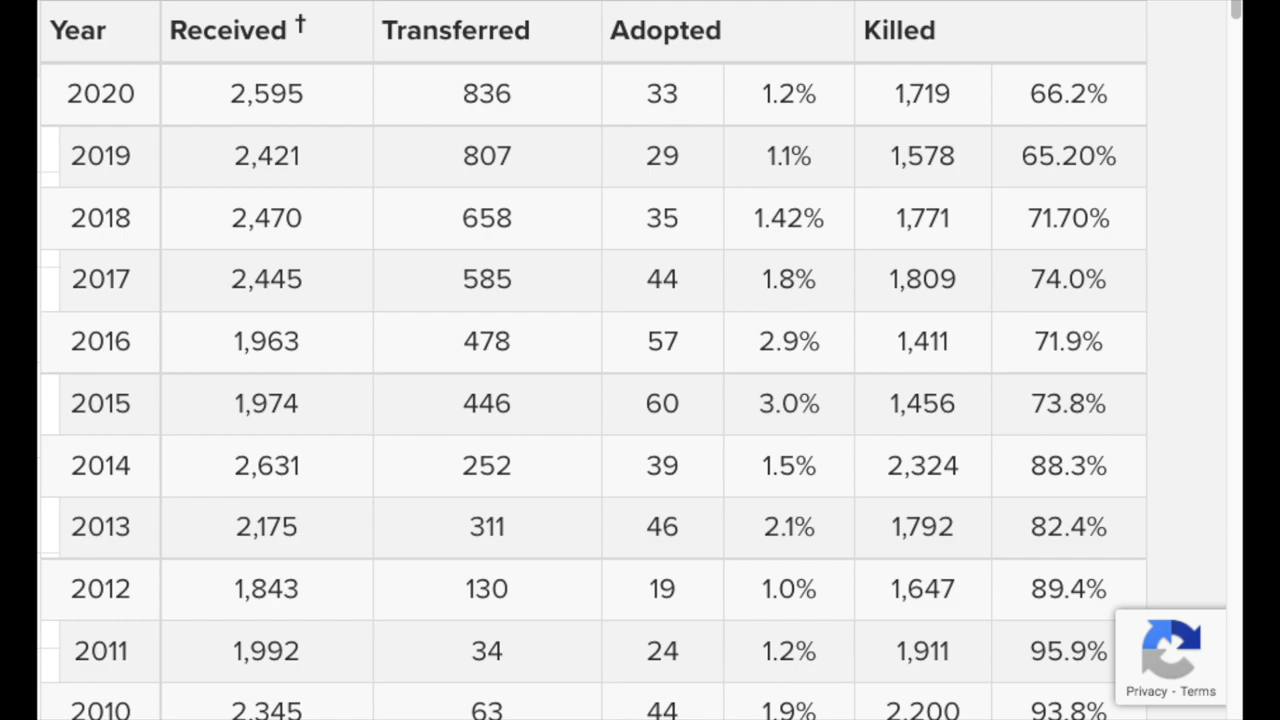 Year Received † Transferred Adopted Killed
2020 2,595 836 33 1.2% 1,719 66.2%
2019 2,421 807 29 1.1% 1,578 65.20%
2018 2,470 658 35 1.42% 1,771 71.70%
2017 2,445 585 44 1.8% 1,809 74.0%
2016 1,963 478 57 2.9% 1,411 71.9%
2015 1,974 446 60 3.0% 1,456 73.8%
2014 2,631 252 39 1.5% 2,324 88.3%
2013 2,175 311 46 2.1% 1,792 82.4%
2012 1,843 130 19 1.0% 1,647 89.4%
2011 1,992 34 24 1.2% 1,911 95.9%
2010 2,345 63 44 1.9% 2,200 93.8%
Privacy - Terms